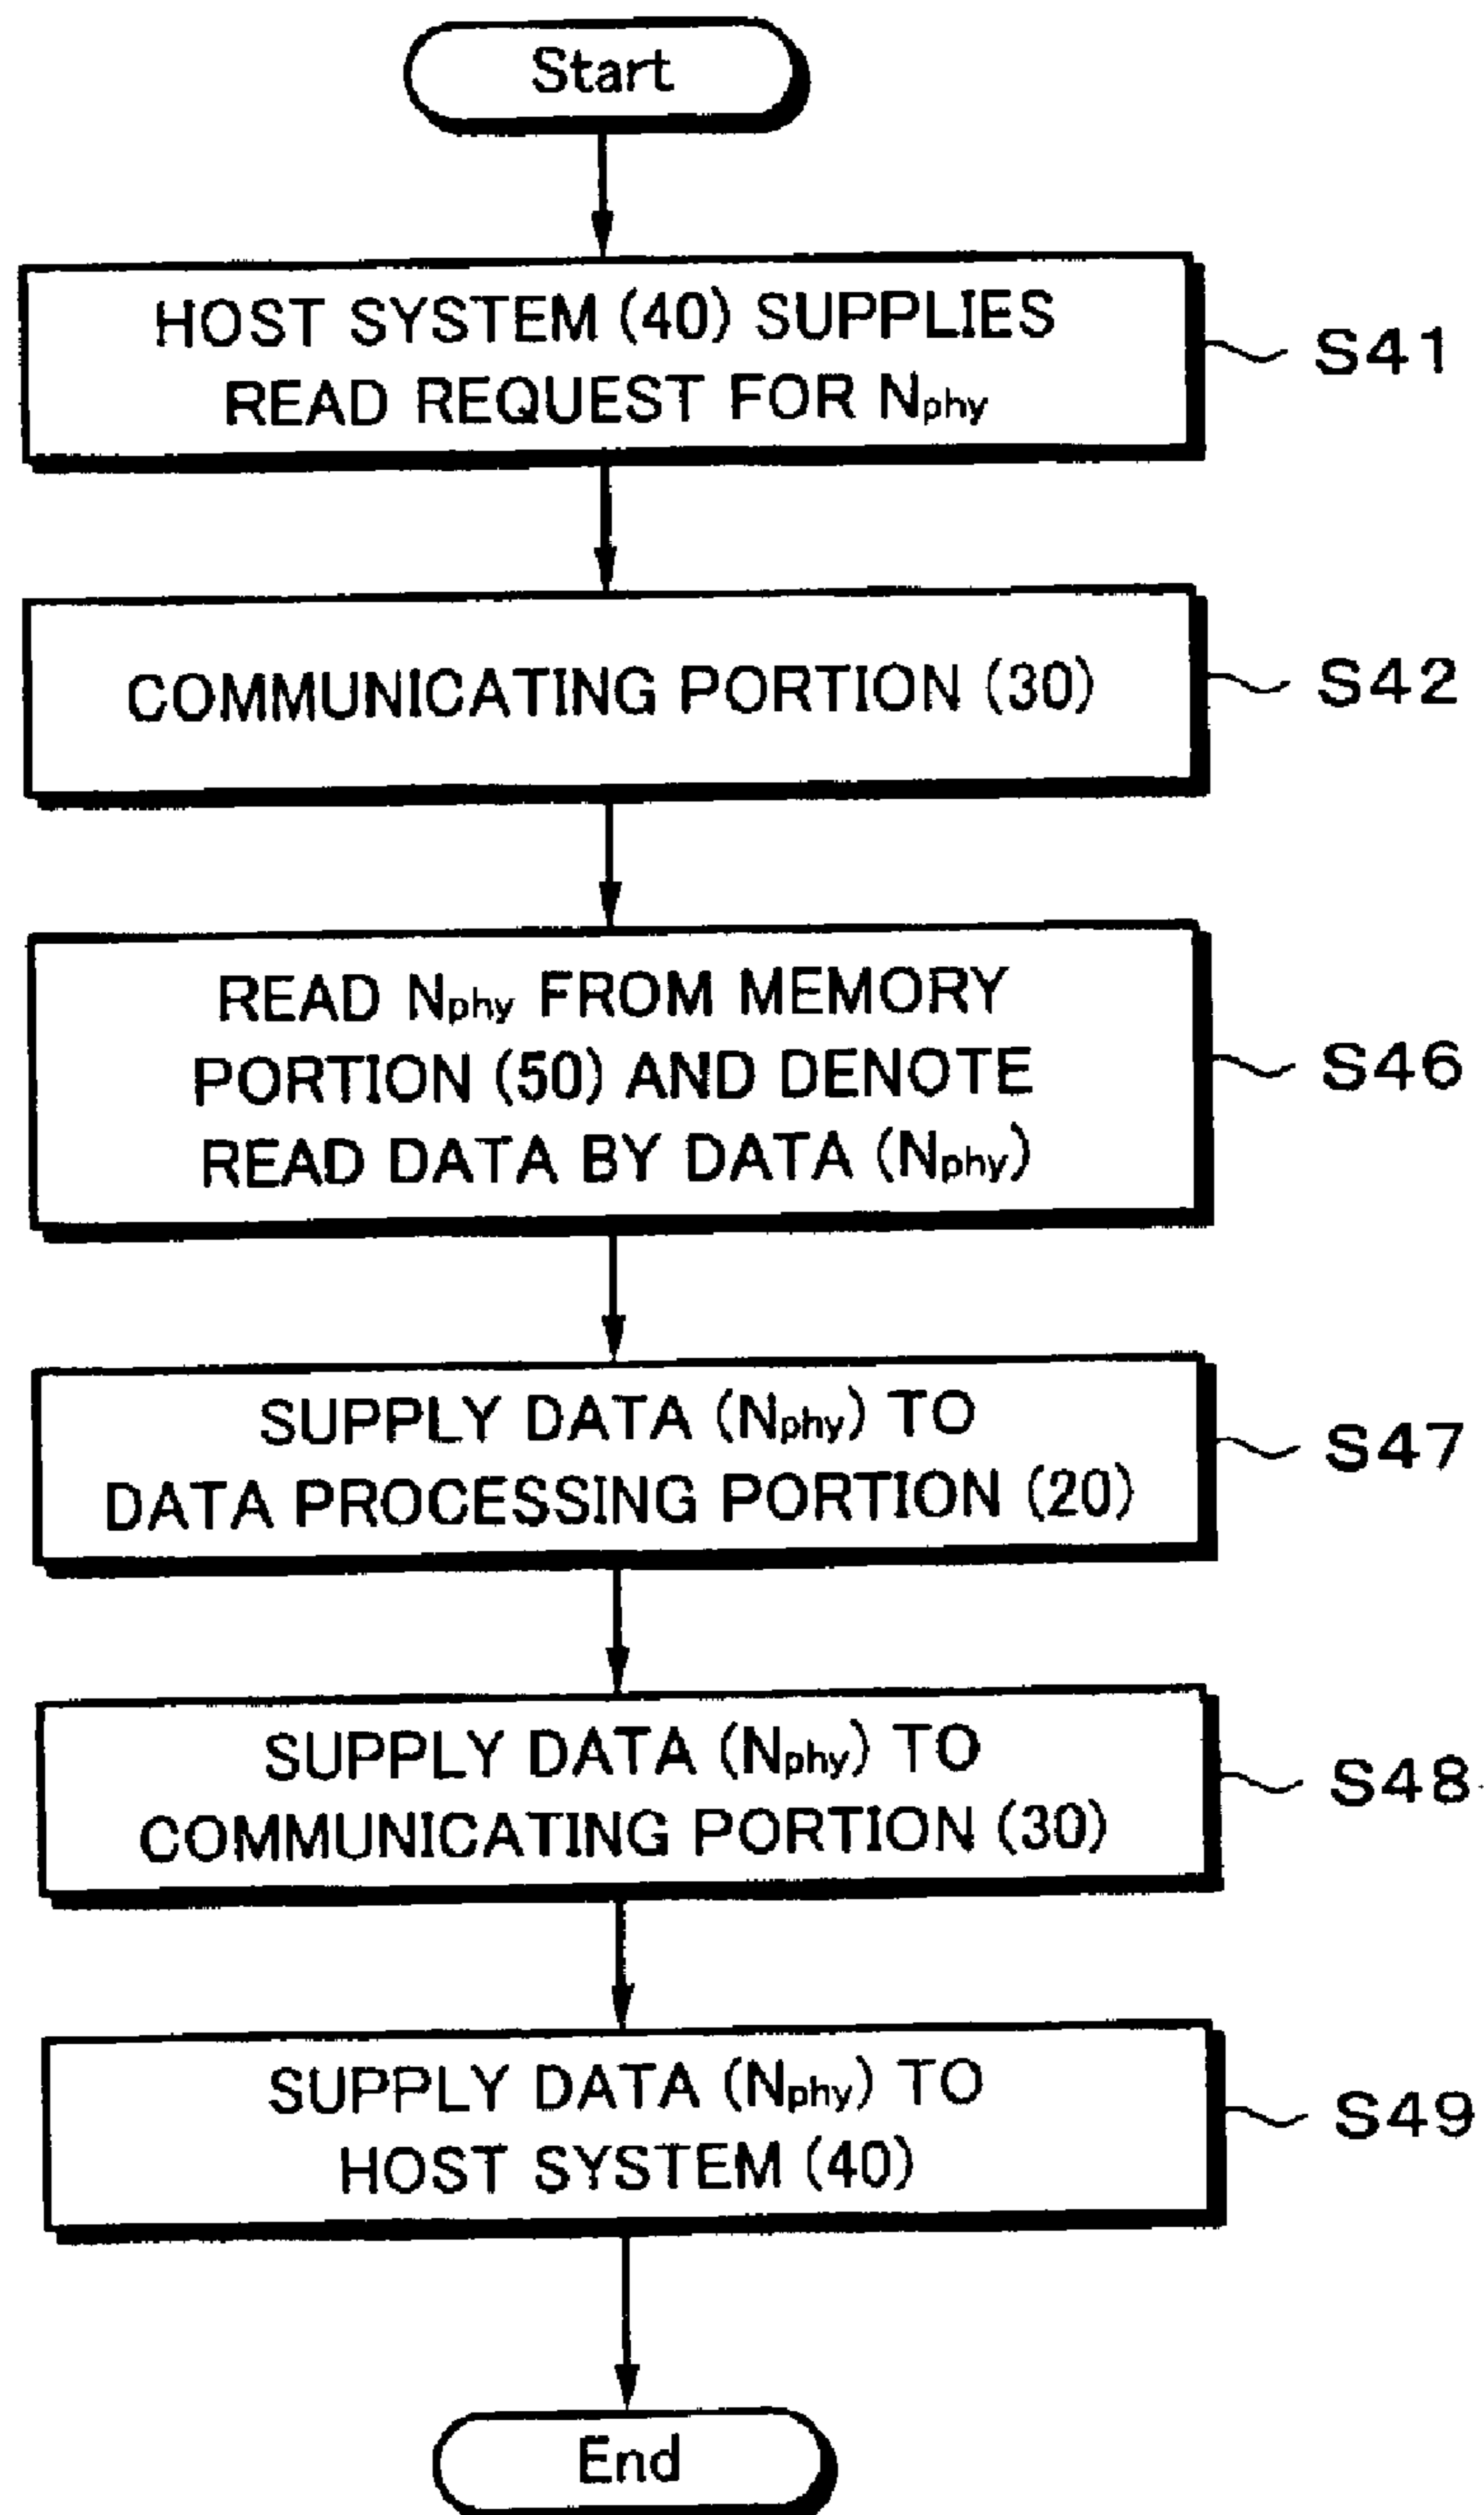 Start
HOST SYSTEM (40) SUPPLIES
READ REQUEST FOR Nphy
S41
COMMUNICATING PORTION (30)
S42
READ Nphy FROM MEMORY
PORTION (50) AND DENOTE
READ DATA BY DATA (Nphy)
S46
SUPPLY DATA (Nphy) TO
DATA PROCESSING PORTION (20)
S47
SUPPLY DATA (Nphy) TO
COMMUNICATING PORTION (30)
S48
SUPPLY DATA (Nphy) TO
HOST SYSTEM (40)
S49
End